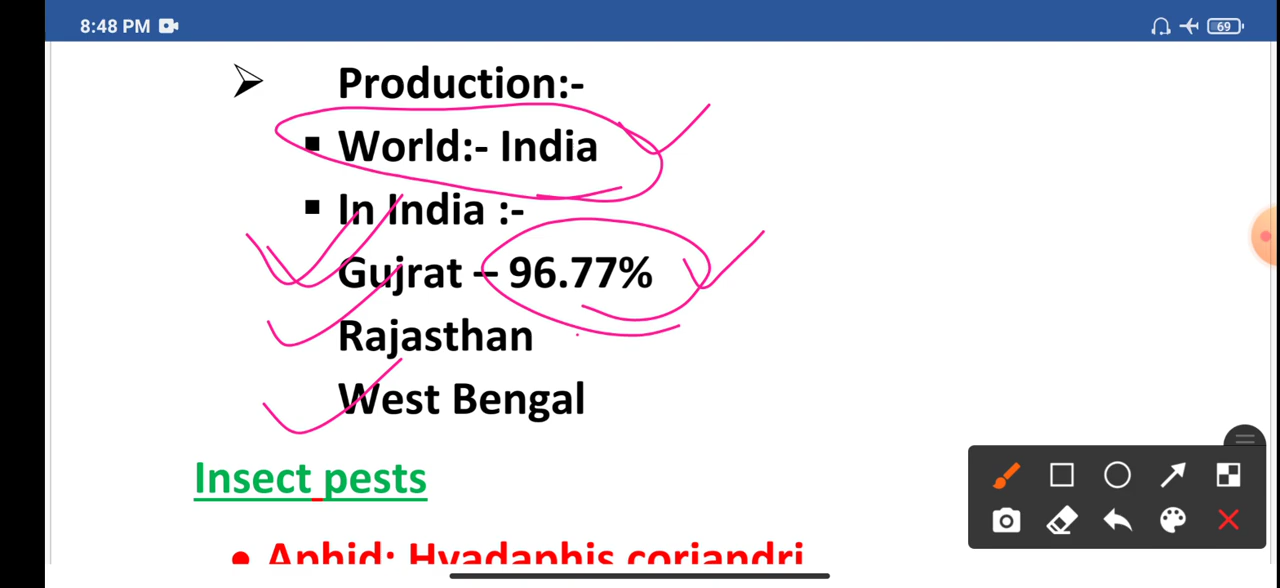 8:48 PM
69
➢ Production:-
▪ World:- India
▪ In India :-
Gujrat – 96.77%
Rajasthan
West Bengal
Insect pests
• Aphid: Hyadaphis coriandri